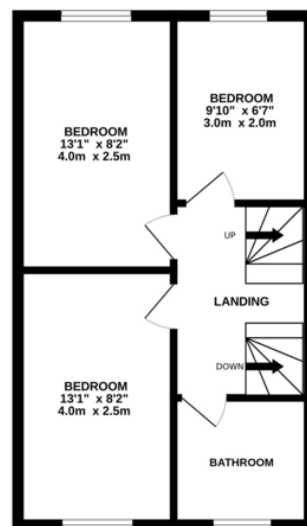 BEDROOM
13'1" x 8'2"
4.0m x 2.5m
BEDROOM
9'10" x 6'7"
3.0m x 2.0m
UP
LANDING
DOWN
BEDROOM
13'1" x 8'2"
4.0m x 2.5m
BATHROOM